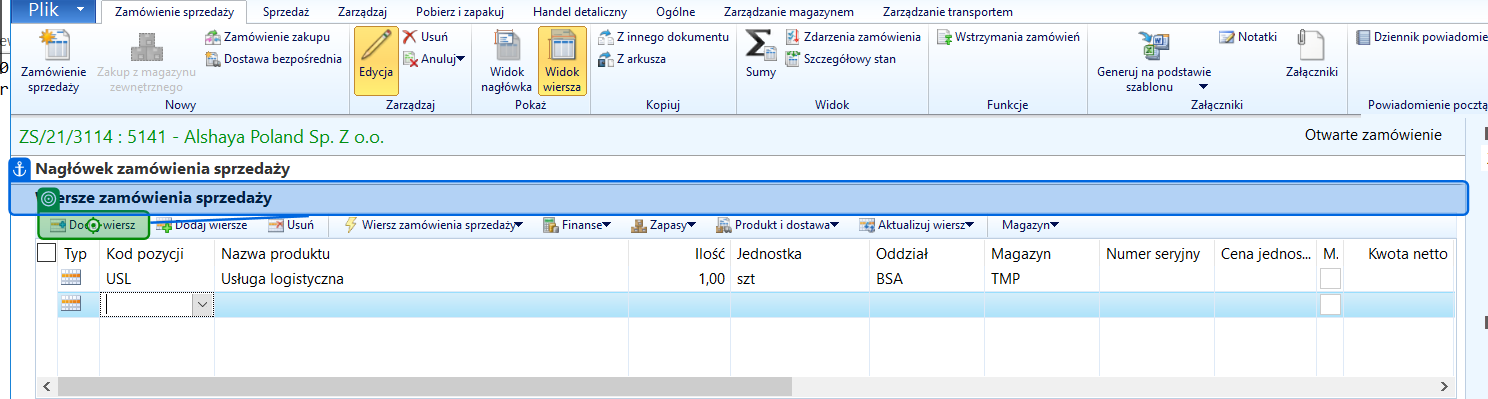 Plik Zamówienie sprzedaży Sprzedaż Zarządzaj Pobierz i zapakuj Handel detaliczny Ogólne Zarządzanie magazynem Zarządzanie transportem
Zamówienie sprzedaży
Zakup z magazynu zewnętrznego
Zamówienie zakupu
Dostawa bezpośrednia
Nowy
Edycja
Usuń
Anuluj
Zarządzaj
Widok nagłówka
Widok wiersza
Pokaż
Z innego dokumentu
Z arkusza
Kopiuj
Sumy
Zdarzenia zamówienia
Szczegółowy stan
Widok
Wstrzymania zamówień
Funkcje
Generuj na podstawie szablonu
Notatki
Załączniki
Załączniki
Dziennik powiadomie
Powiadomienie pocztą
ZS/21/3114 : 5141 - Alshaya Poland Sp. Z o.o.
Otwarte zamówienie
Nagłówek zamówienia sprzedaży
ersze zamówienia sprzedaży
Dod wiersz Dodaj wiersze Usuń Wiersz zamówienia sprzedaży Finanse Zapasy Produkt i dostawa Aktualizuj wiersz Magazyn
Typ Kod pozycji Nazwa produktu Ilość Jednostka Oddział Magazyn Numer seryjny Cena jednos... M. Kwota netto
USL Usługa logistyczna 1,00 szt BSA TMP